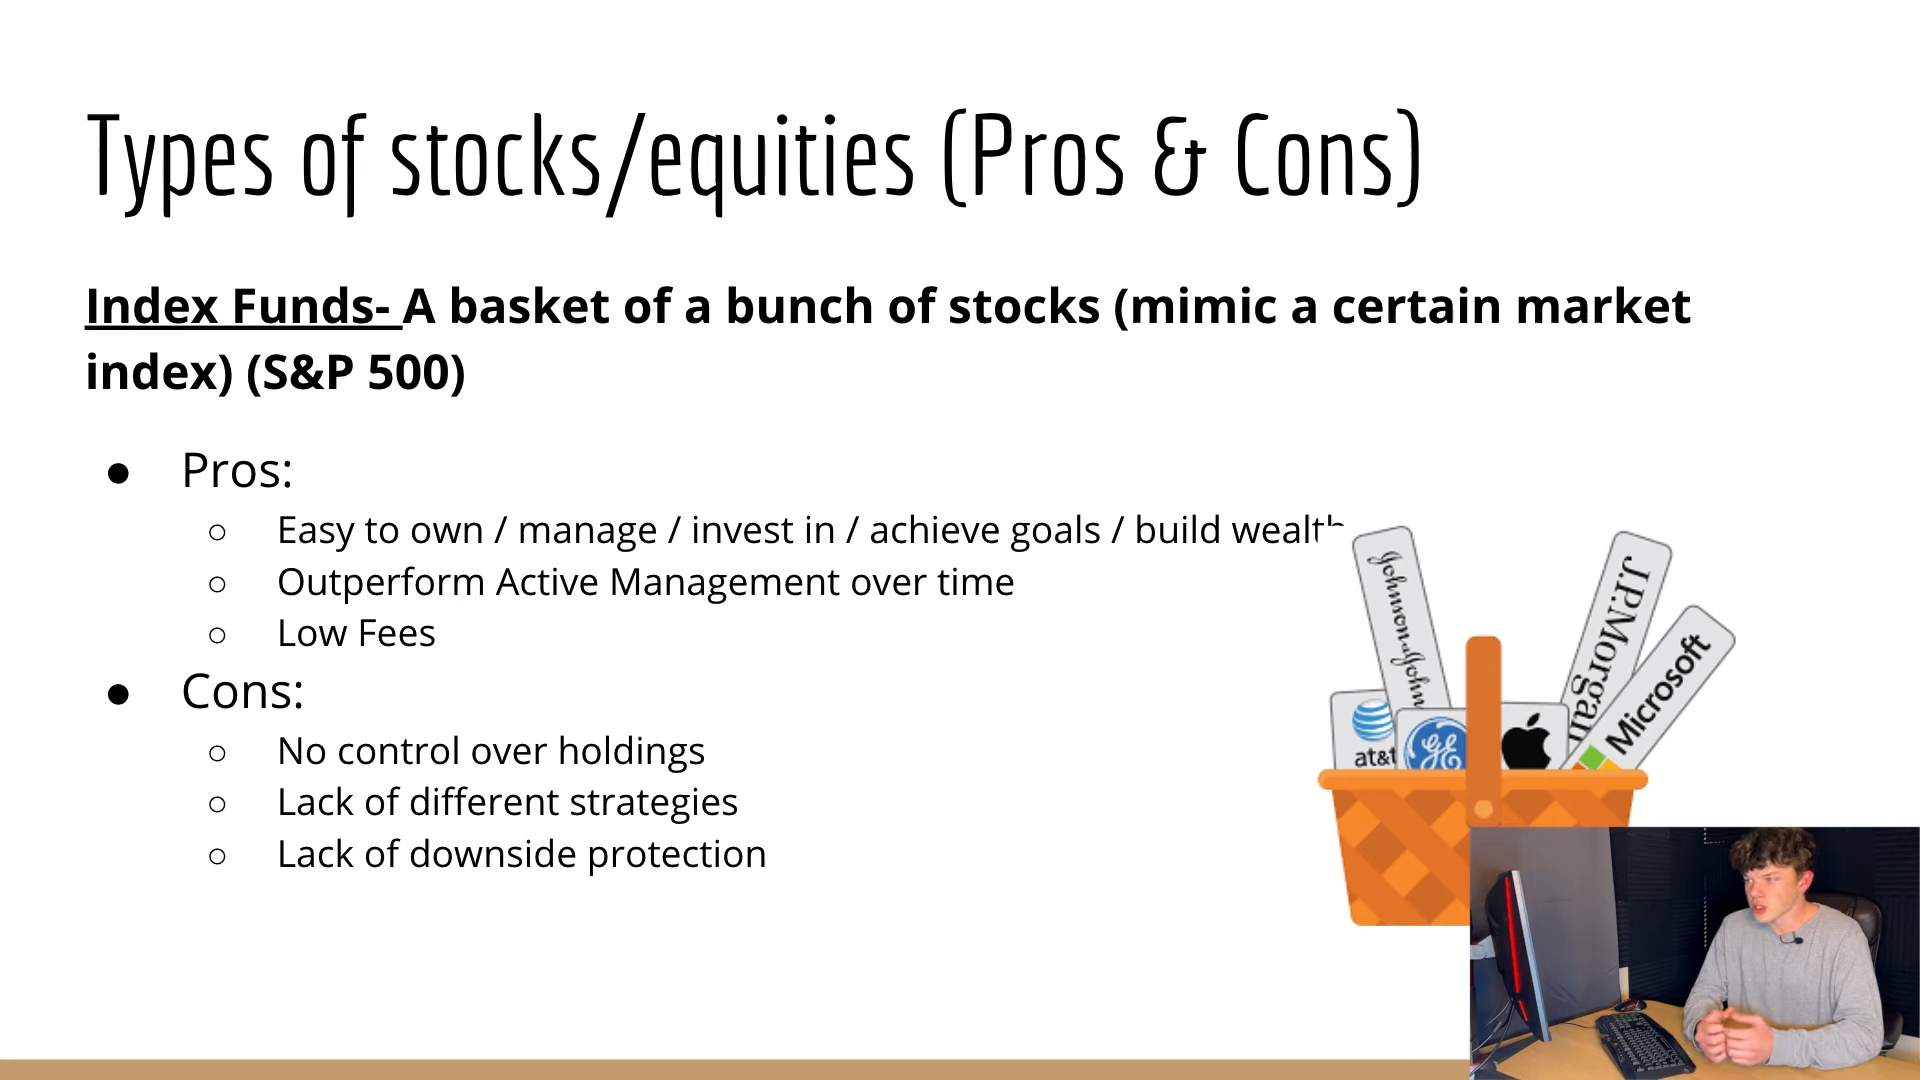 Types of stocks/equities (Pros & Cons)
Index Funds- A basket of a bunch of stocks (mimic a certain market
index) (S&P 500)
● Pros:
○ Easy to own / manage / invest in / achieve goals / build wealth
○ Outperform Active Management over time
○ Low Fees
● Cons:
○ No control over holdings
○ Lack of different strategies
○ Lack of downside protection
Johnson&John
J.P.Morgan
Microsoft
at&t
GE